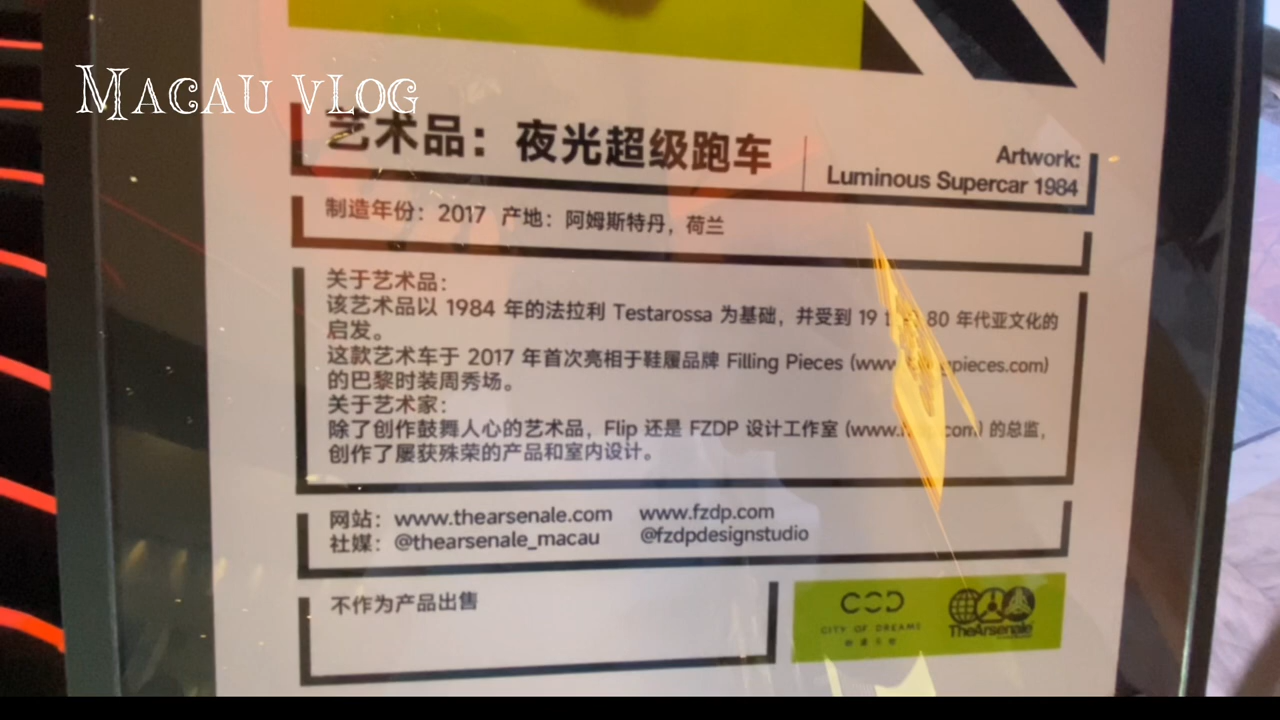 MACAU VLOG
艺术品：夜光超级跑车
Artwork:
Luminous Supercar 1984
制造年份：2017 产地：阿姆斯特丹，荷兰
关于艺术品：
该艺术品以 1984 年的法拉利 Testarossa 为基础，并受到 19 80 年代亚文化的
启发。
这款艺术车于 2017 年首次亮相于鞋履品牌 Filling Pieces (www. pieces.com)
的巴黎时装周秀场。
关于艺术家：
除了创作鼓舞人心的艺术品，Flip 还是 FZDP 设计工作室 (www. com) 的总监，
创作了屡获殊荣的产品和室内设计。
网站：www.thearsenale.com www.fzdp.com
社媒：@thearsenale_macau @fzdpdesignstudio
不作为产品出售
COD
CITY OF DREAMS
TheArsenale